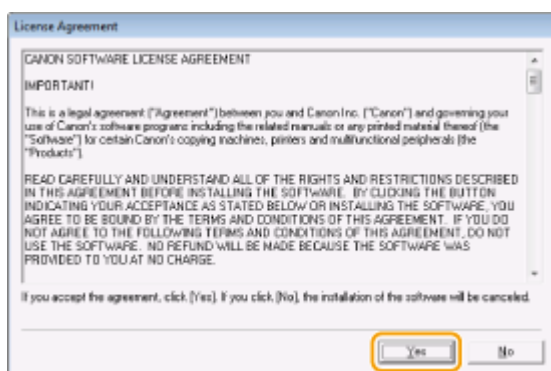 License Agreement
CANON SOFTWARE LICENSE AGREEMENT
IMPORTANT!
This is a legal agreement ("Agreement") between you and Canon Inc. ("Canon") and governing your
use of Canon's software programs including the related manuals or any printed material thereof (the
"Software") for certain Canon's copying machines, printers and multifunctional peripherals (the
"Products").
READ CAREFULLY AND UNDERSTAND ALL OF THE RIGHTS AND RESTRICTIONS DESCRIBED
IN THIS AGREEMENT BEFORE INSTALLING THE SOFTWARE. BY CLICKING THE BUTTON
INDICATING YOUR ACCEPTANCE AS STATED BELOW OR INSTALLING THE SOFTWARE, YOU
AGREE TO BE BOUND BY THE TERMS AND CONDITIONS OF THIS AGREEMENT. IF YOU DO
NOT AGREE TO THE FOLLOWING TERMS AND CONDITIONS OF THIS AGREEMENT, DO NOT
USE THE SOFTWARE. NO REFUND WILL BE MADE BECAUSE THE SOFTWARE WAS
PROVIDED TO YOU AT NO CHARGE.
If you accept the agreement, click [Yes]. If you click [No], the installation of the software will be canceled.
Yes
No